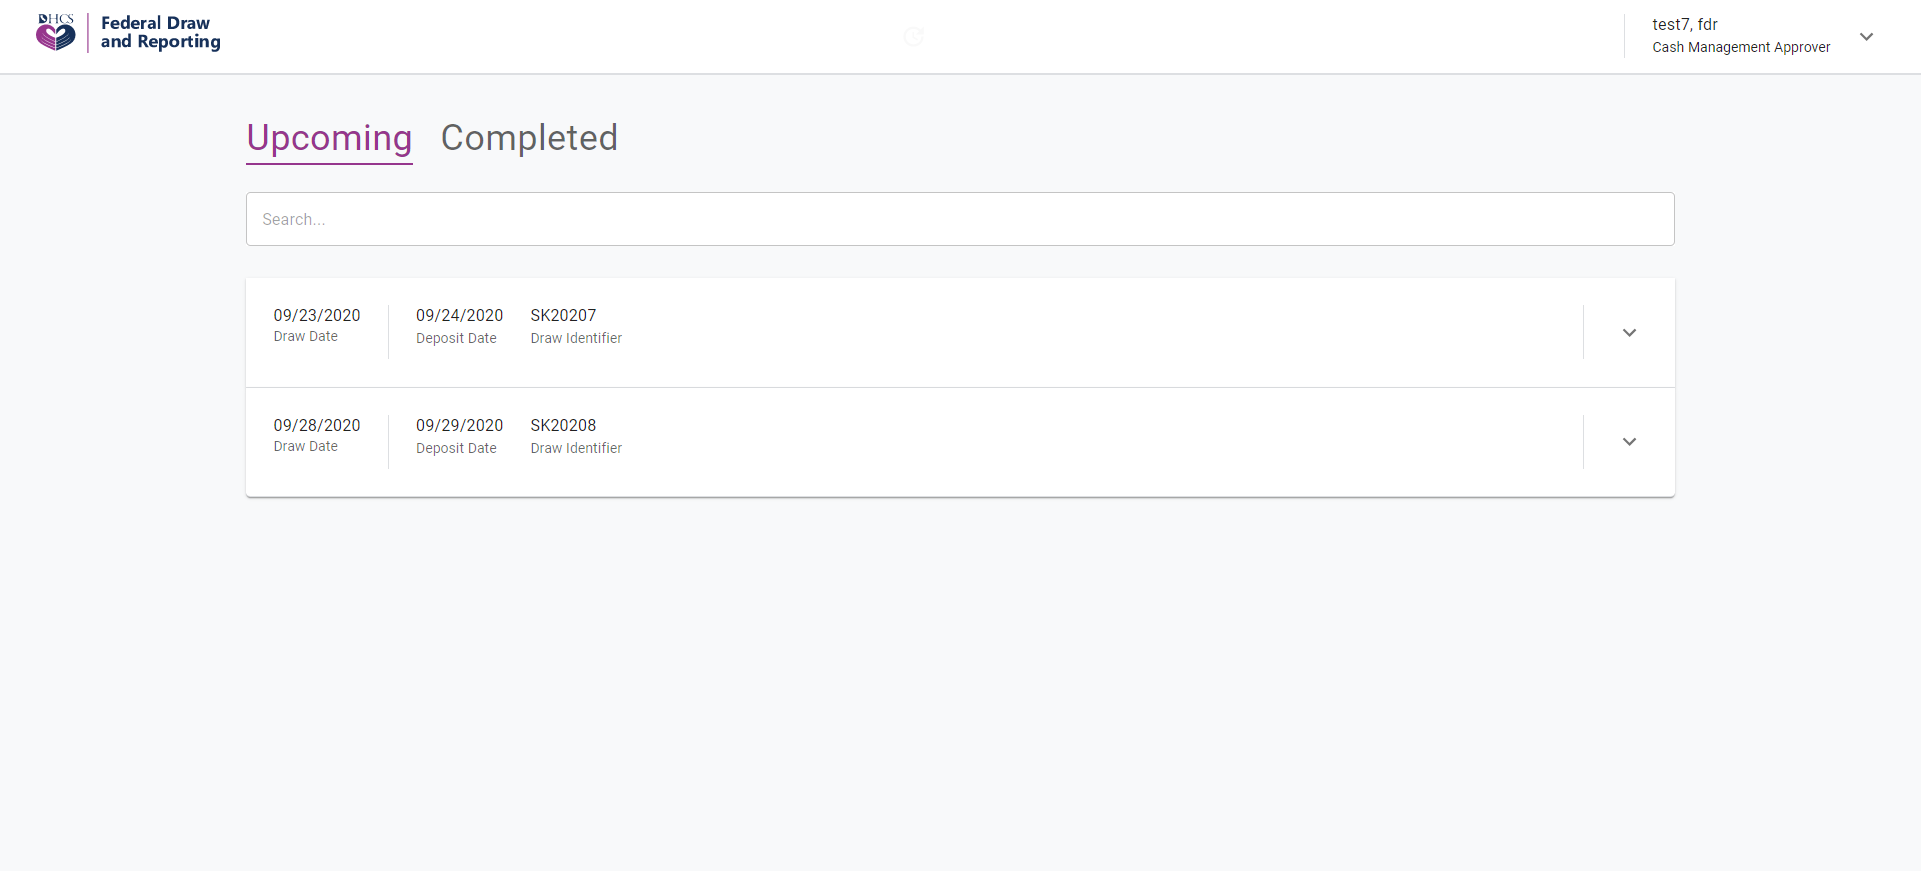 DHCS
Federal Draw
and Reporting
test7, fdr
Cash Management Approver
Upcoming Completed
Search...
09/23/2020 09/24/2020 SK20207
Draw Date Deposit Date Draw Identifier
09/28/2020 09/29/2020 SK20208
Draw Date Deposit Date Draw Identifier